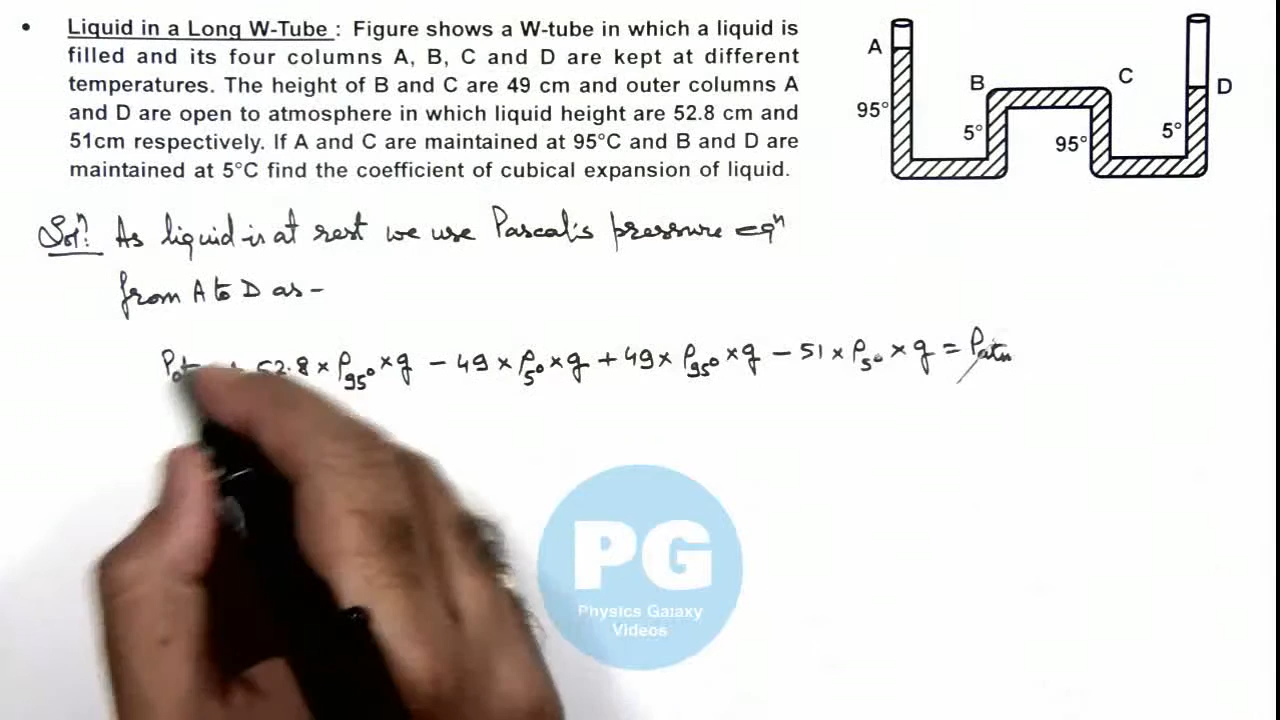 • Liquid in a Long W-Tube : Figure shows a W-tube in which a liquid is
filled and its four columns A, B, C and D are kept at different
temperatures. The height of B and C are 49 cm and outer columns A
and D are open to atmosphere in which liquid height are 52.8 cm and
51cm respectively. If A and C are maintained at 95°C and B and D are
maintained at 5°C find the coefficient of cubical expansion of liquid.
A
95°
B
5°
C
95°
5°
D
Solⁿ: As liquid is at rest we use Pascal's pressure eqⁿ
from A to D as –
52.8 × ρ95° × g – 49 × ρ5° × g + 49 × ρ95° × g – 51 × ρ5° × g = Patm
PG
Physics Galaxy
Videos